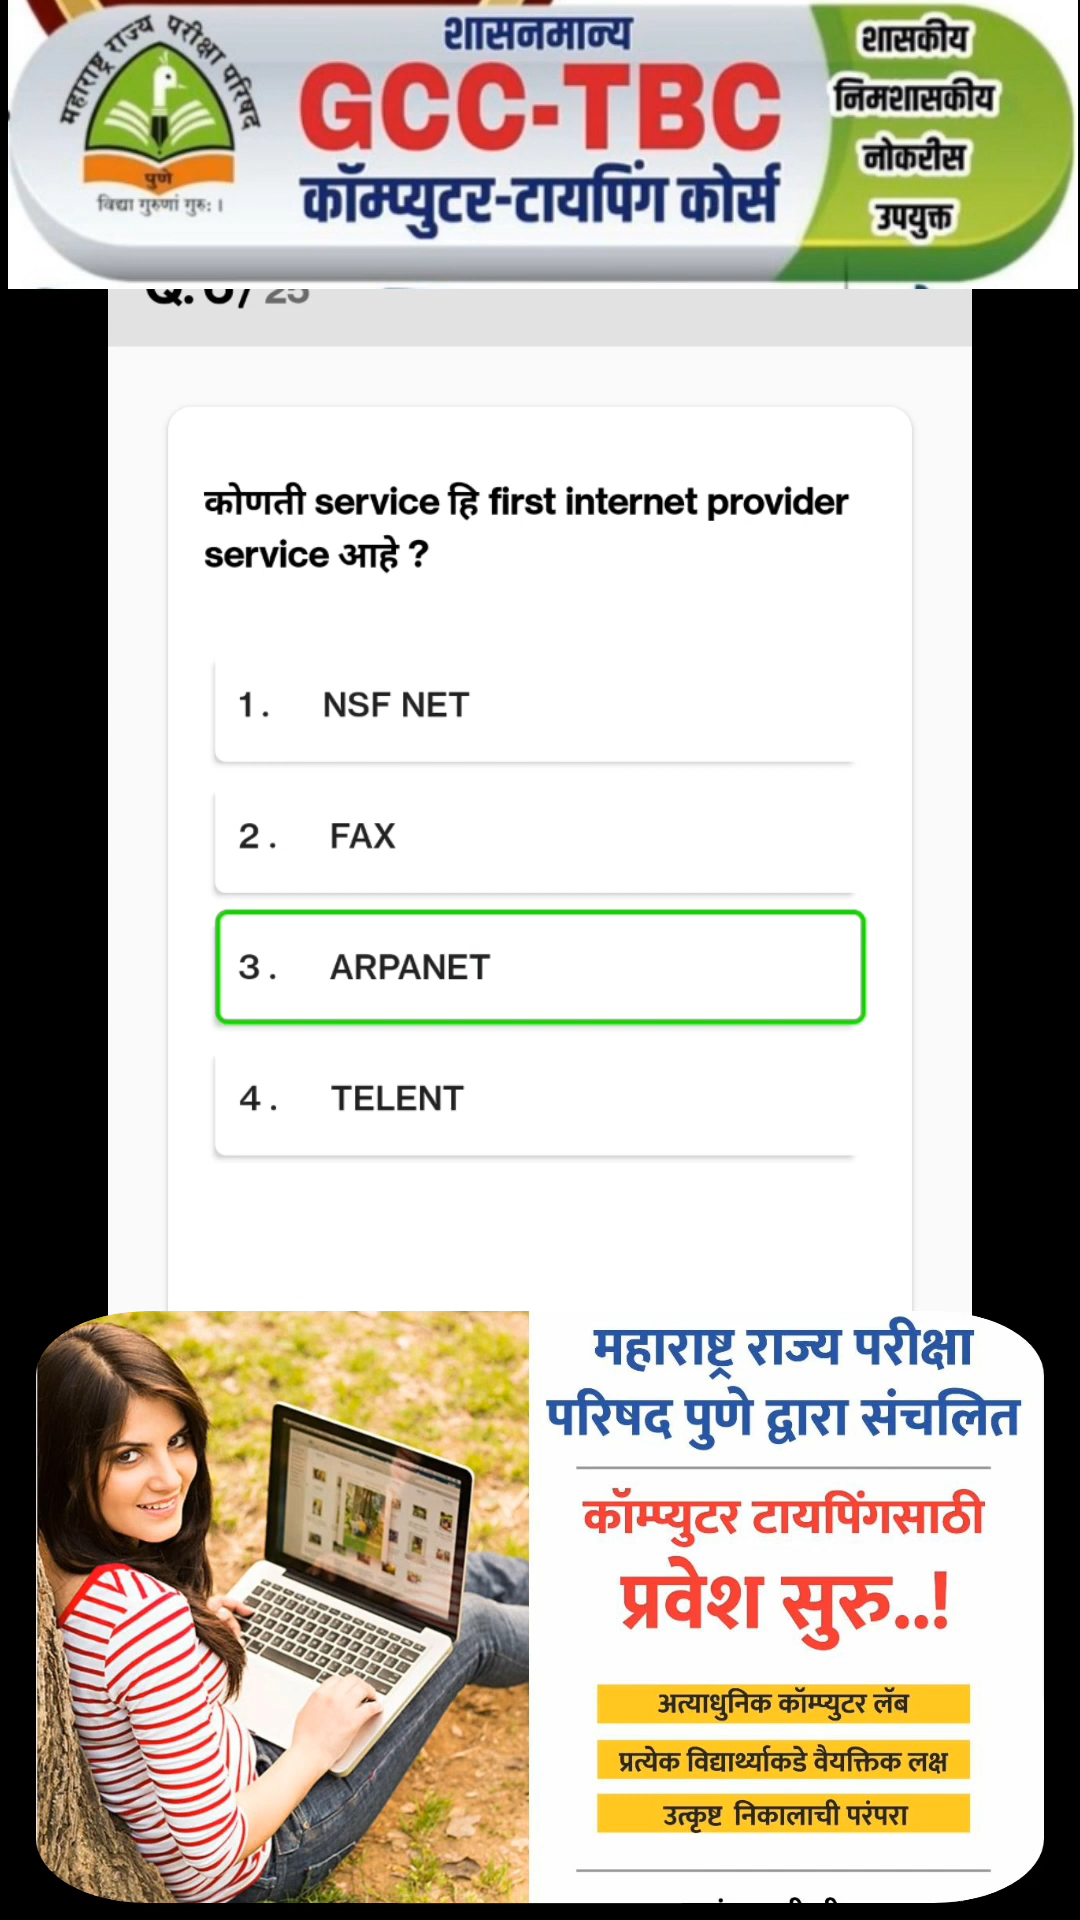 महाराष्ट्र राज्य परीक्षा परिषद
पुणे
विद्या गुरुणां गुरुः ।
शासनमान्य
GCC-TBC
कॉम्प्युटर-टायपिंग कोर्स
शासकीय
निमशासकीय
नोकरीस
उपयुक्त
/ 25
कोणती service हि first internet provider
service आहे ?
1. NSF NET
2. FAX
3. ARPANET
4. TELENT
महाराष्ट्र राज्य परीक्षा
परिषद पुणे द्वारा संचलित
कॉम्प्युटर टायपिंगसाठी
प्रवेश सुरु..!
अत्याधुनिक कॉम्प्युटर लॅब
प्रत्येक विद्यार्थ्याकडे वैयक्तिक लक्ष
उत्कृष्ट निकालाची परंपरा